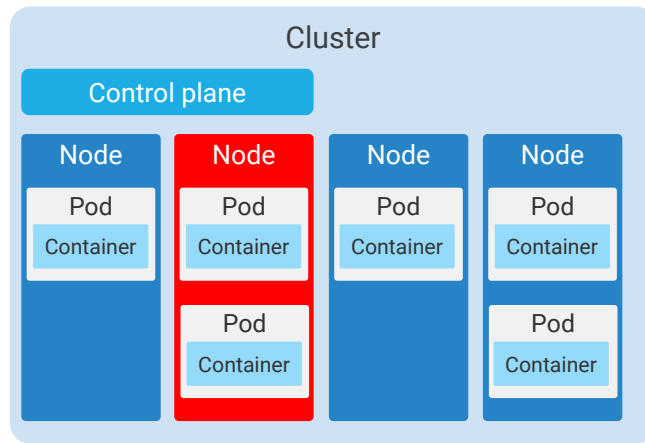 Cluster
Control plane
Node Node Node Node
Pod Pod Pod Pod
Container Container Container Container
Pod Pod
Container Container